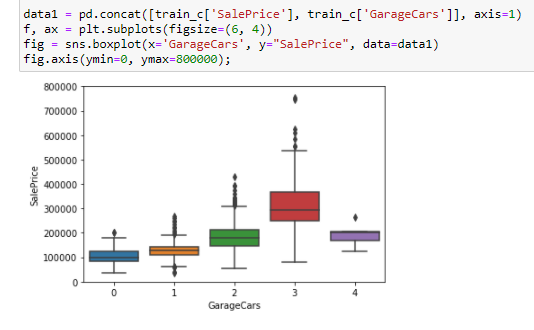 data1 = pd.concat([train_c['SalePrice'], train_c['GarageCars']], axis=1)
f, ax = plt.subplots(figsize=(6, 4))
fig = sns.boxplot(x='GarageCars', y="SalePrice", data=data1)
fig.axis(ymin=0, ymax=800000);
800000
700000
600000
500000
400000
300000
200000
100000
0
SalePrice
0 1 2 3 4
GarageCars